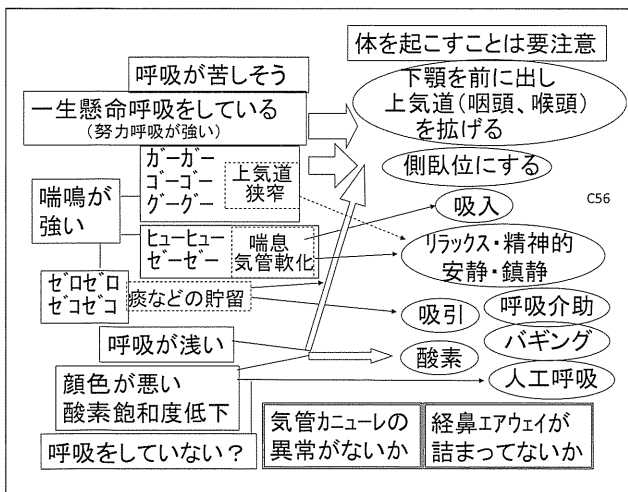 体を起こすことは要注意
呼吸が苦しそう
一生懸命呼吸をしている
(努力呼吸が強い)
下顎を前に出し
上気道(咽頭、喉頭)
を拡げる
ガーガー
ゴーゴー
グーグー
上気道
狭窄
側臥位にする
喘鳴が
強い
吸入
C56
ヒューヒュー
ゼーゼー
喘息
気管軟化
リラックス・精神的
安静・鎮静
ゼロゼロ
ゼコゼコ
痰などの貯留
吸引
呼吸介助
呼吸が浅い
酸素
バギング
顔色が悪い
酸素飽和度低下
人工呼吸
呼吸をしていない?
気管カニューレの
異常がないか
経鼻エアウェイが
詰まってないか